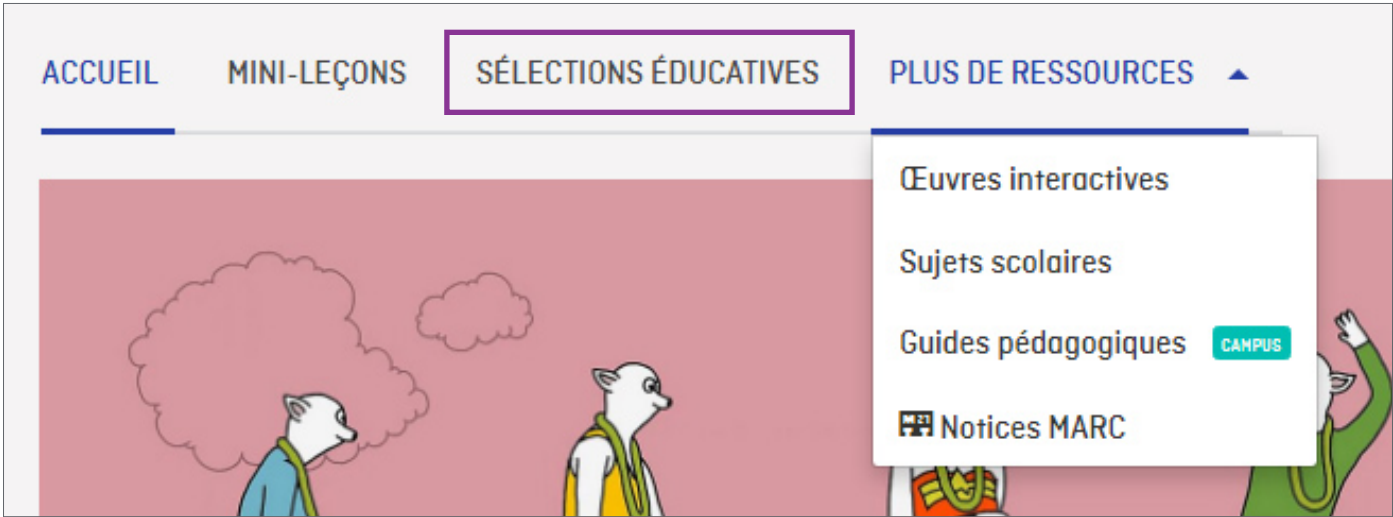 ACCUEIL MINI-LEÇONS SÉLECTIONS ÉDUCATIVES PLUS DE RESSOURCES
Œuvres interactives
Sujets scolaires
Guides pédagogiques CAMPUS
Notices MARC